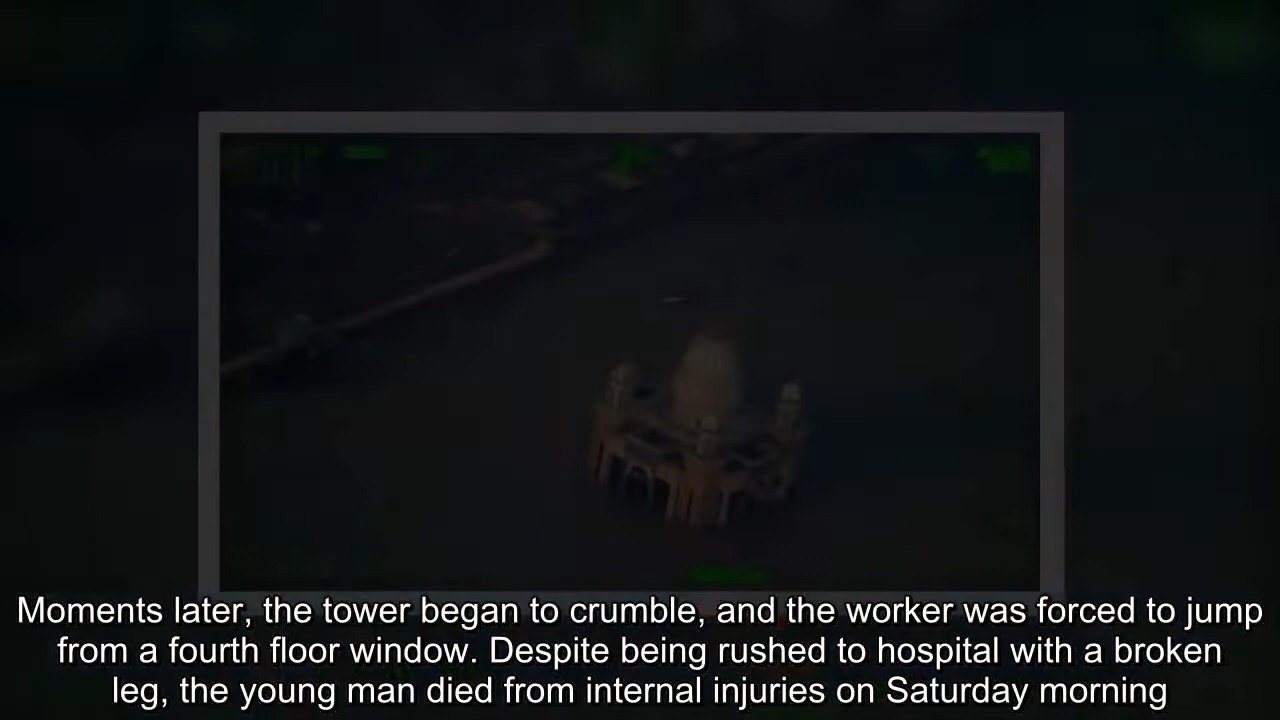 Moments later, the tower began to crumble, and the worker was forced to jump
from a fourth floor window. Despite being rushed to hospital with a broken
leg, the young man died from internal injuries on Saturday morning